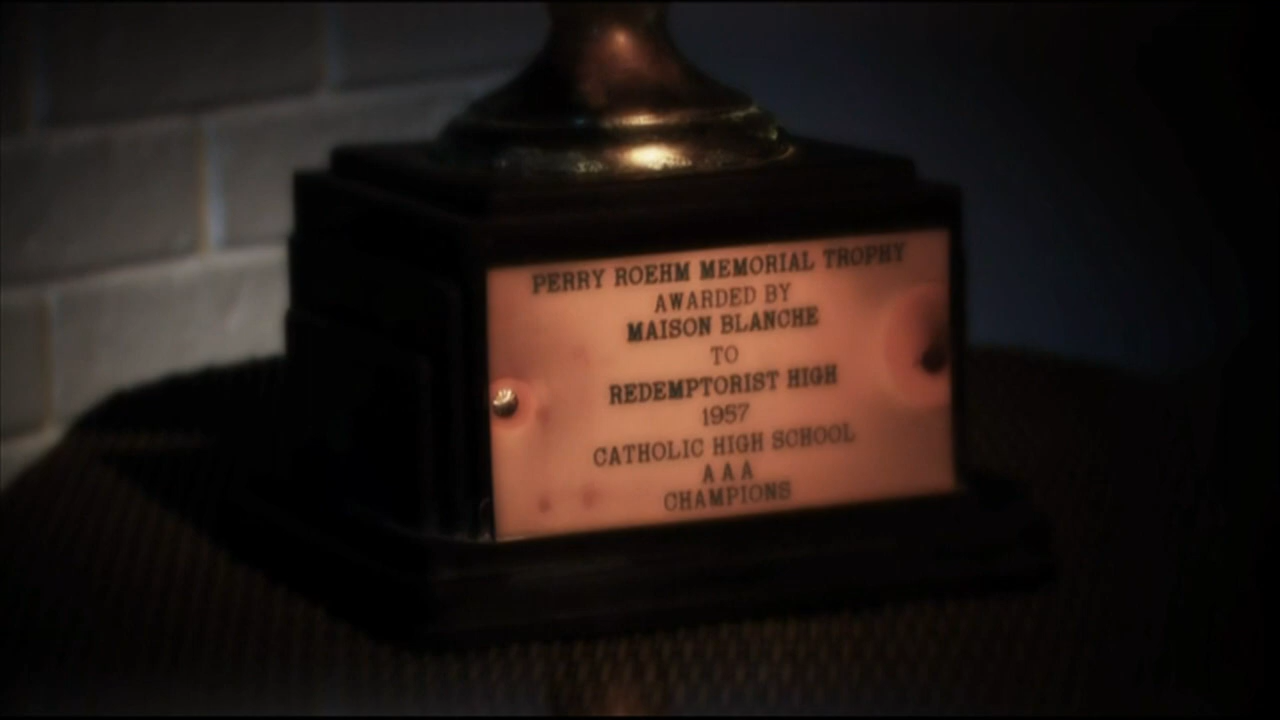 PERRY ROEHM MEMORIAL TROPHY
AWARDED BY
MAISON BLANCHE
TO
REDEMPTORIST HIGH
1957
CATHOLIC HIGH SCHOOL
A A A
CHAMPIONS